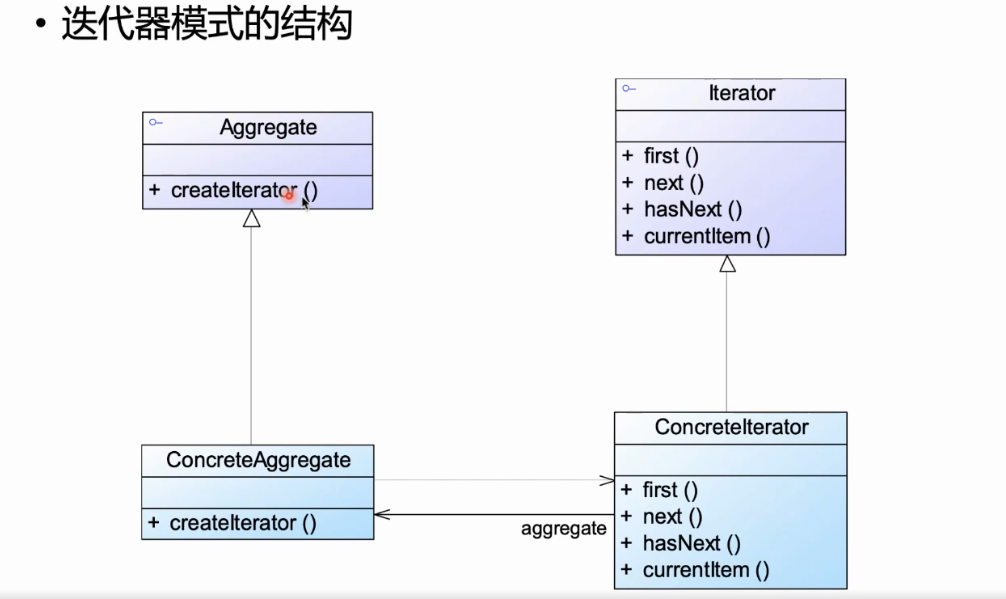 • 迭代器模式的结构
Aggregate
+ createIterator ()
Iterator
+ first ()
+ next ()
+ hasNext ()
+ currentItem ()
ConcreteAggregate
+ createIterator ()
aggregate
ConcreteIterator
+ first ()
+ next ()
+ hasNext ()
+ currentItem ()